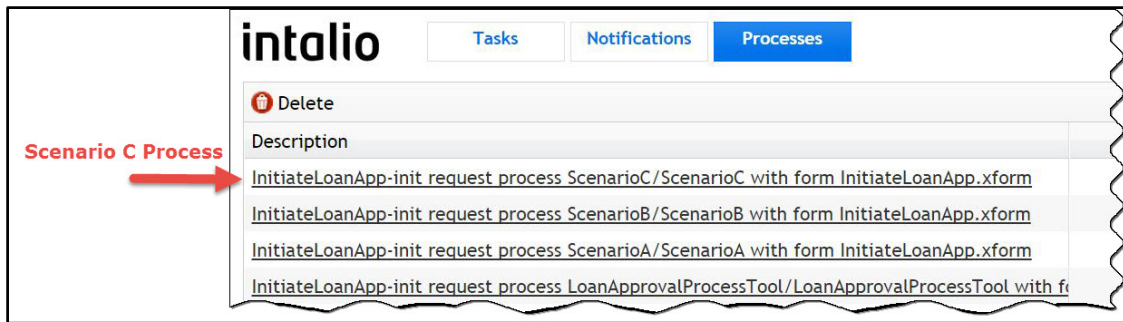 intalio
Tasks
Notifications
Processes
Delete
Description
Scenario C Process
InitiateLoanApp-init request process ScenarioC/ScenarioC with form InitiateLoanApp.xform
InitiateLoanApp-init request process ScenarioB/ScenarioB with form InitiateLoanApp.xform
InitiateLoanApp-init request process ScenarioA/ScenarioA with form InitiateLoanApp.xform
InitiateLoanApp-init request process LoanApprovalProcessTool/LoanApprovalProcessTool with